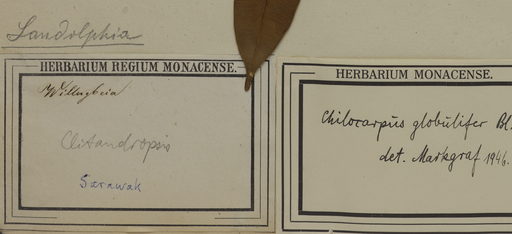 Landolphia
HERBARIUM REGIUM MONACENSE.
Willugbeia
Clitandropsis
Sarawak
HERBARIUM MONACENSE.
Chilocarpus globulifer Bl.
det. Markgraf 1946.